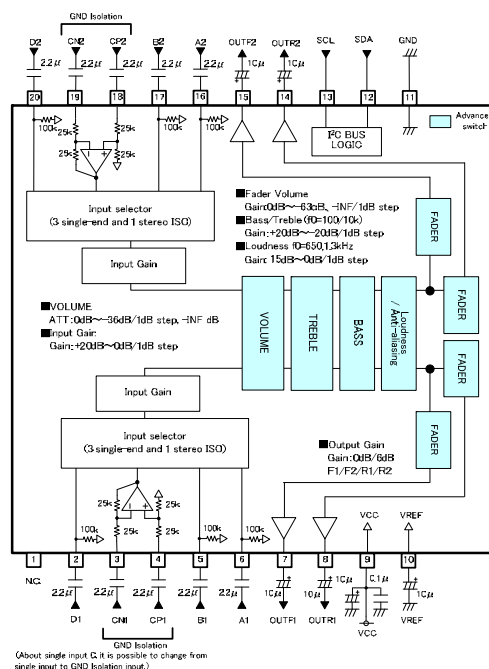 GND Isolation
D2 CN2 CP2 B2 A2 OUTF2 OUTR2 SCL SDA GND
2.2μ 2.2μ 2.2μ 2.2μ 2.2μ 10μ 10μ
20 19 18 17 16 15 14 13 12 11
100k 25k 25k 100k 100k
25k 25k
I²C BUS
LOGIC
Advanced
switch
Input selector
(3 single-end and 1 stereo ISO)
■Fader Volume
Gain:0dB~-63dB, -INF/1dB step
■Bass/Treble (f0=100/10k)
Gain:+20dB~-20dB/1dB step
■Loudness f0=650,1.3kHz
Gain: 15dB~0dB/1dB step
FADER
Input Gain
■VOLUME
ATT:0dB~-36dB/1dB step, -INF dB
■Input Gain
Gain:+20dB~0dB/1dB step
VOLUME
TREBLE
BASS
Loudness
/ Anti-aliasing
FADER
FADER
Input Gain
Input selector
(3 single-end and 1 stereo ISO)
FADER
■Output Gain
Gain:0dB/6dB
F1/F2/R1/R2
25k 25k
100k 25k 25k 100k 100k
VCC VREF
1 2 3 4 5 6 7 8 9 10
N.C. 2.2μ 2.2μ 2.2μ 2.2μ 2.2μ 10μ 10μ 10μ 0.1μ 10μ
D1 CN1 CP1 B1 A1 OUTF1 OUTR1 VCC VREF
GND Isolation
(About single input C, it is possible to change from
single input to GND Isolation input.)